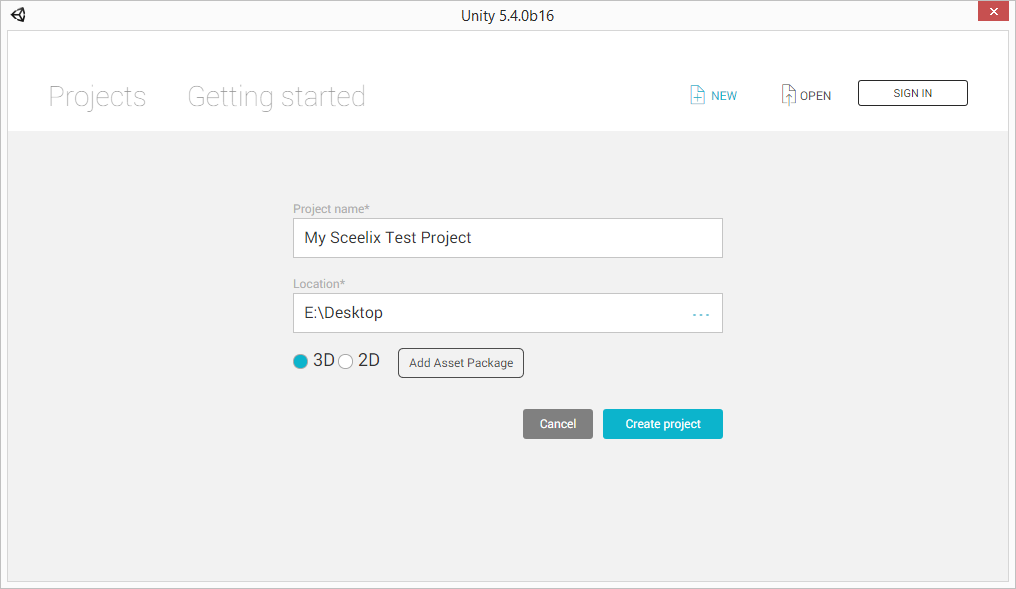 Unity 5.4.0b16
Projects Getting started NEW OPEN SIGN IN
Project name*
My Sceelix Test Project
Location*
E:\Desktop ...
3D 2D Add Asset Package
Cancel Create project